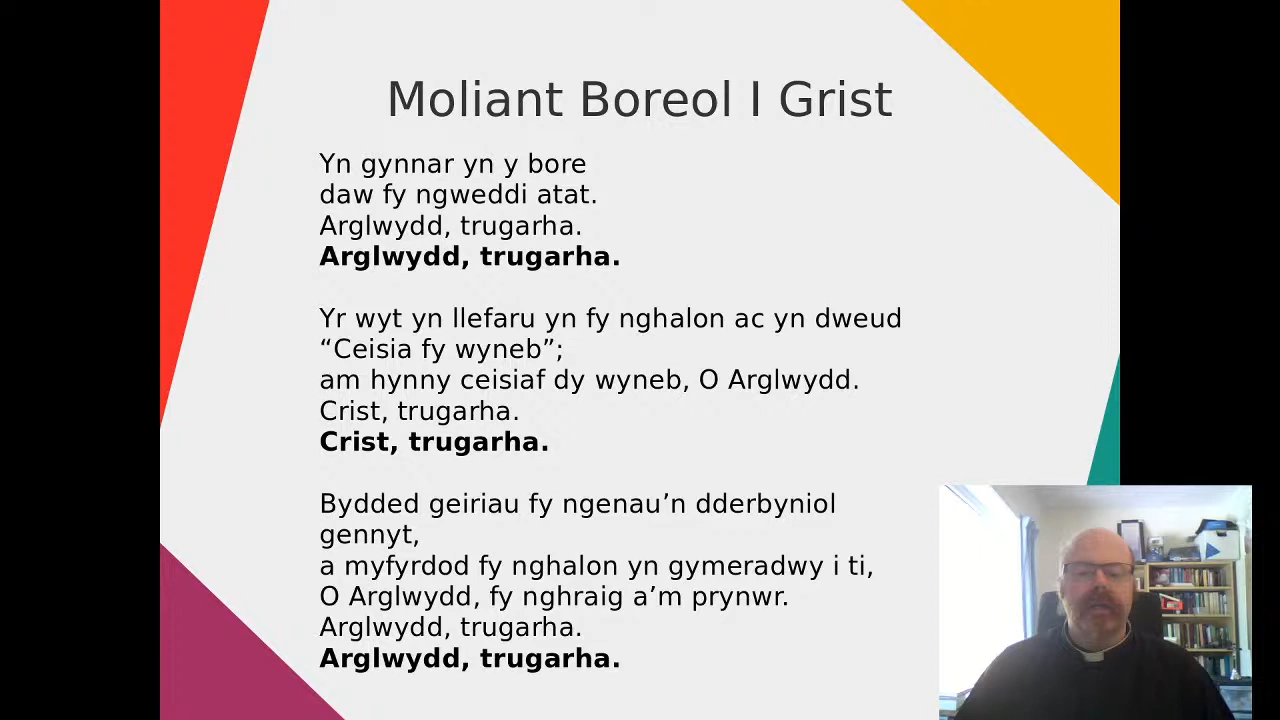 Moliant Boreol I Grist
Yn gynnar yn y bore
daw fy ngweddi atat.
Arglwydd, trugarha.
Arglwydd, trugarha.
Yr wyt yn llefaru yn fy nghalon ac yn dweud
“Ceisia fy wyneb”;
am hynny ceisiaf dy wyneb, O Arglwydd.
Crist, trugarha.
Crist, trugarha.
Bydded geiriau fy ngenau’n dderbyniol
gennyt,
a myfyrdod fy nghalon yn gymeradwy i ti,
O Arglwydd, fy nghraig a’m prynwr.
Arglwydd, trugarha.
Arglwydd, trugarha.